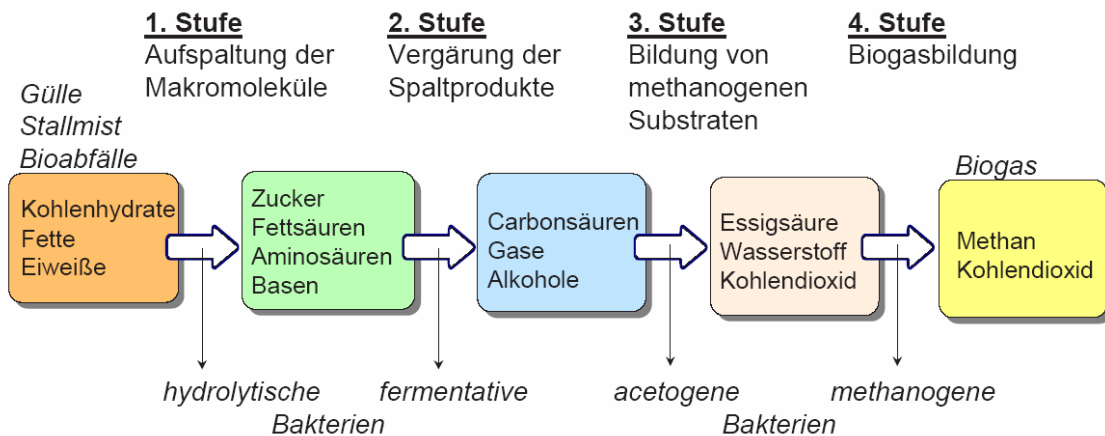 1. Stufe
Aufspaltung der
Makromoleküle
2. Stufe
Vergärung der
Spaltprodukte
3. Stufe
Bildung von
methanogenen
Substraten
4. Stufe
Biogasbildung
Gülle
Stallmist
Bioabfälle
Kohlenhydrate
Fette
Eiweiße
Zucker
Fettsäuren
Aminosäuren
Basen
Carbonsäuren
Gase
Alkohole
Essigsäure
Wasserstoff
Kohlendioxid
Biogas
Methan
Kohlendioxid
hydrolytische
fermentative
Bakterien
acetogene
methanogene
Bakterien